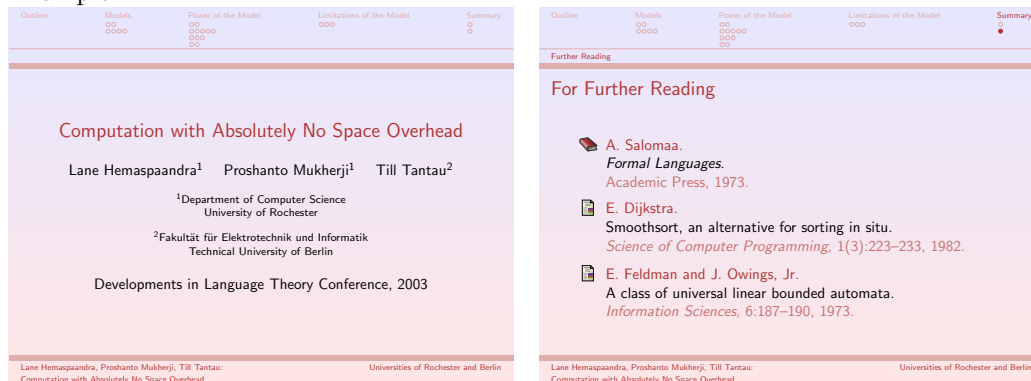 Outline Models Power of the Model Limitations of the Model Summary
Computation with Absolutely No Space Overhead
Lane Hemaspaandra1 Proshanto Mukherji1 Till Tantau2
1Department of Computer Science
University of Rochester
2Fakultät für Elektrotechnik und Informatik
Technical University of Berlin
Developments in Language Theory Conference, 2003
Lane Hemaspaandra, Proshanto Mukherji, Till Tantau: Universities of Rochester and Berlin
Computation with Absolutely No Space Overhead
Outline Models Power of the Model Limitations of the Model Summary
Further Reading
For Further Reading
A. Salomaa.
Formal Languages.
Academic Press, 1973.
E. Dijkstra.
Smoothsort, an alternative for sorting in situ.
Science of Computer Programming, 1(3):223–233, 1982.
E. Feldman and J. Owings, Jr.
A class of universal linear bounded automata.
Information Sciences, 6:187–190, 1973.
Lane Hemaspaandra, Proshanto Mukherji, Till Tantau: Universities of Rochester and Berlin
Computation with Absolutely No Space Overhead